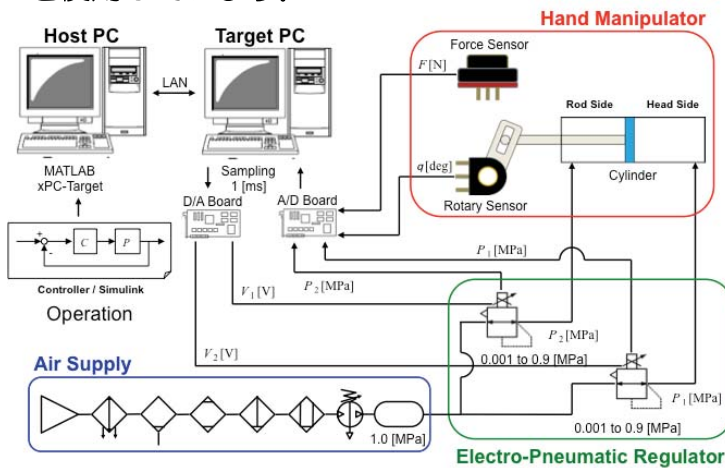 Hand Manipulator
Host PC
Target PC
Force Sensor
F[N]
LAN
Rod Side
Head Side
MATLAB
xPC-Target
Sampling
1 [ms]
q[deg]
Cylinder
D/A Board
A/D Board
Rotary Sensor
+
-
C
P
P1[MPa]
Controller / Simulink
V1[V]
P2[MPa]
Operation
P2[MPa]
V2[V]
0.001 to 0.9 [MPa]
Air Supply
P1[MPa]
1.0 [MPa]
0.001 to 0.9 [MPa]
Electro-Pneumatic Regulator